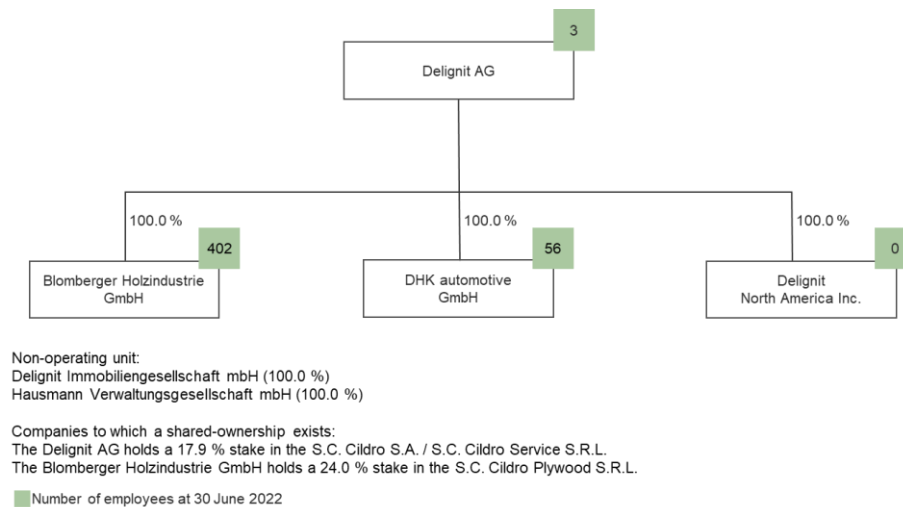 3
Delignit AG
100.0 %
100.0 %
100.0 %
402
56
0
Blomberger Holzindustrie
GmbH
DHK automotive
GmbH
Delignit
North America Inc.
Non-operating unit:
Delignit Immobiliengesellschaft mbH (100.0 %)
Hausmann Verwaltungsgesellschaft mbH (100.0 %)
Companies to which a shared-ownership exists:
The Delignit AG holds a 17.9 % stake in the S.C. Cildro S.A. / S.C. Cildro Service S.R.L.
The Blomberger Holzindustrie GmbH holds a 24.0 % stake in the S.C. Cildro Plywood S.R.L.
Number of employees at 30 June 2022